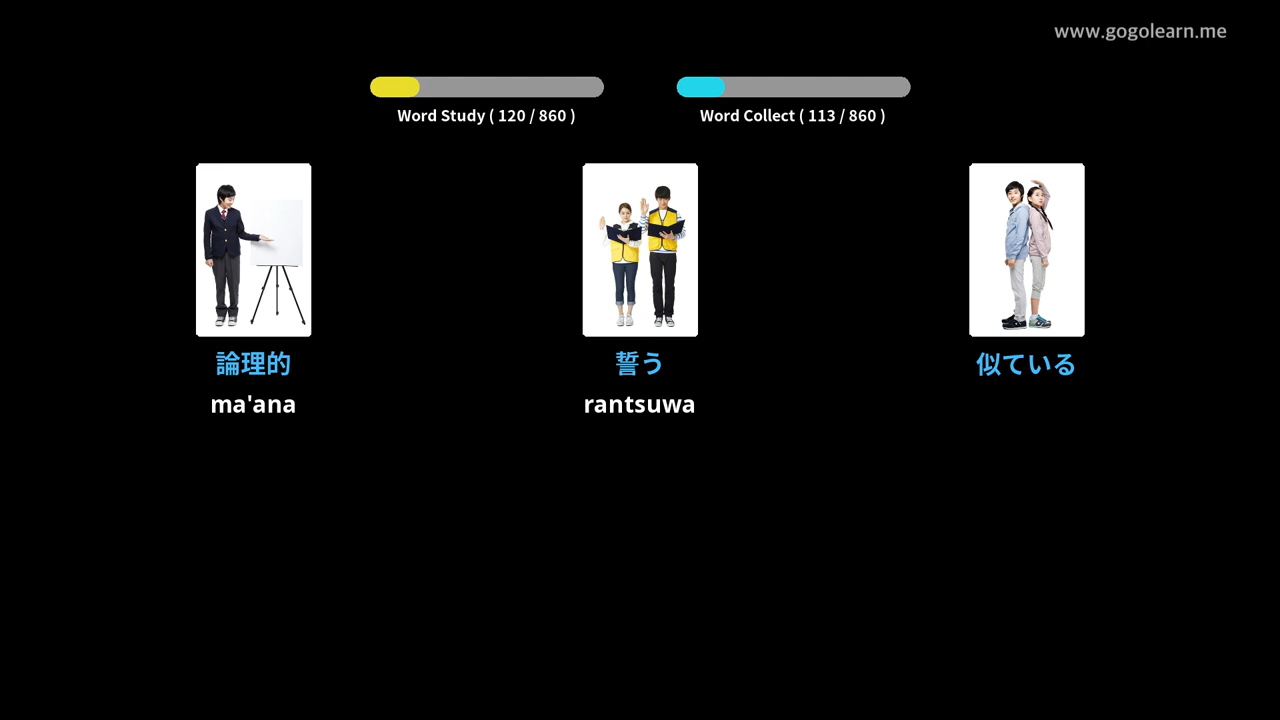 www.gogolearn.me
Word Study ( 120 / 860 )
Word Collect ( 113 / 860 )
論理的
誓う
似ている
ma'ana
rantsuwa